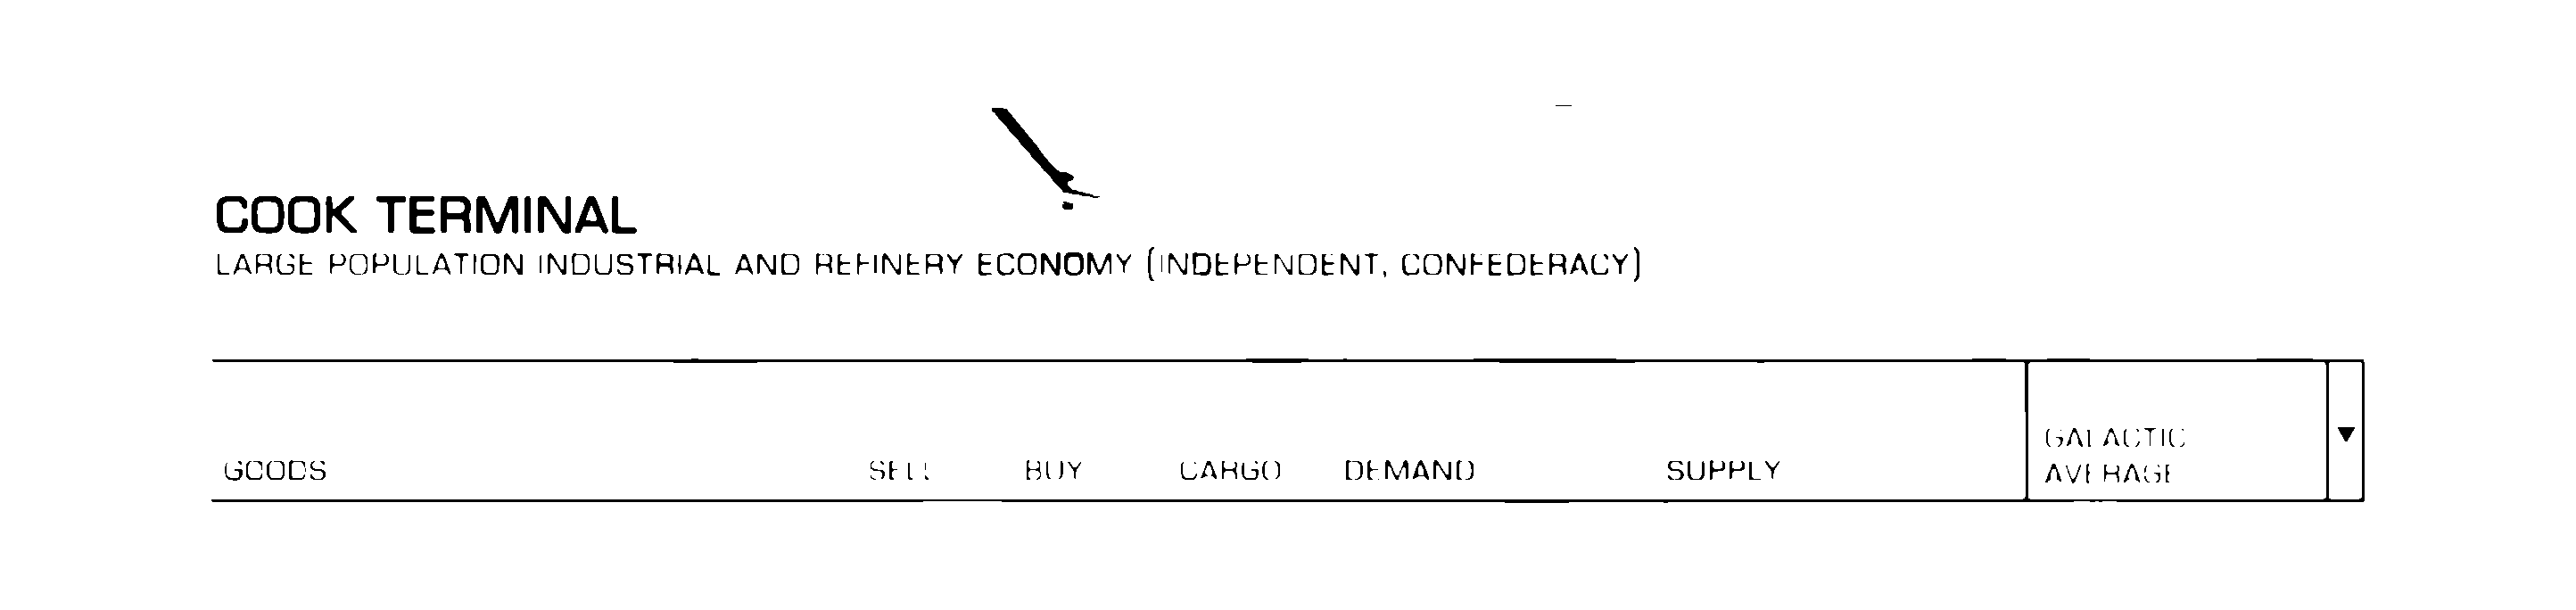 COOK TERMINAL
LARGE POPULATION INDUSTRIAL AND REFINERY ECONOMY (INDEPENDENT, CONFEDERACY)
GOODS SELL BUY CARGO DEMAND SUPPLY GALACTIC AVERAGE